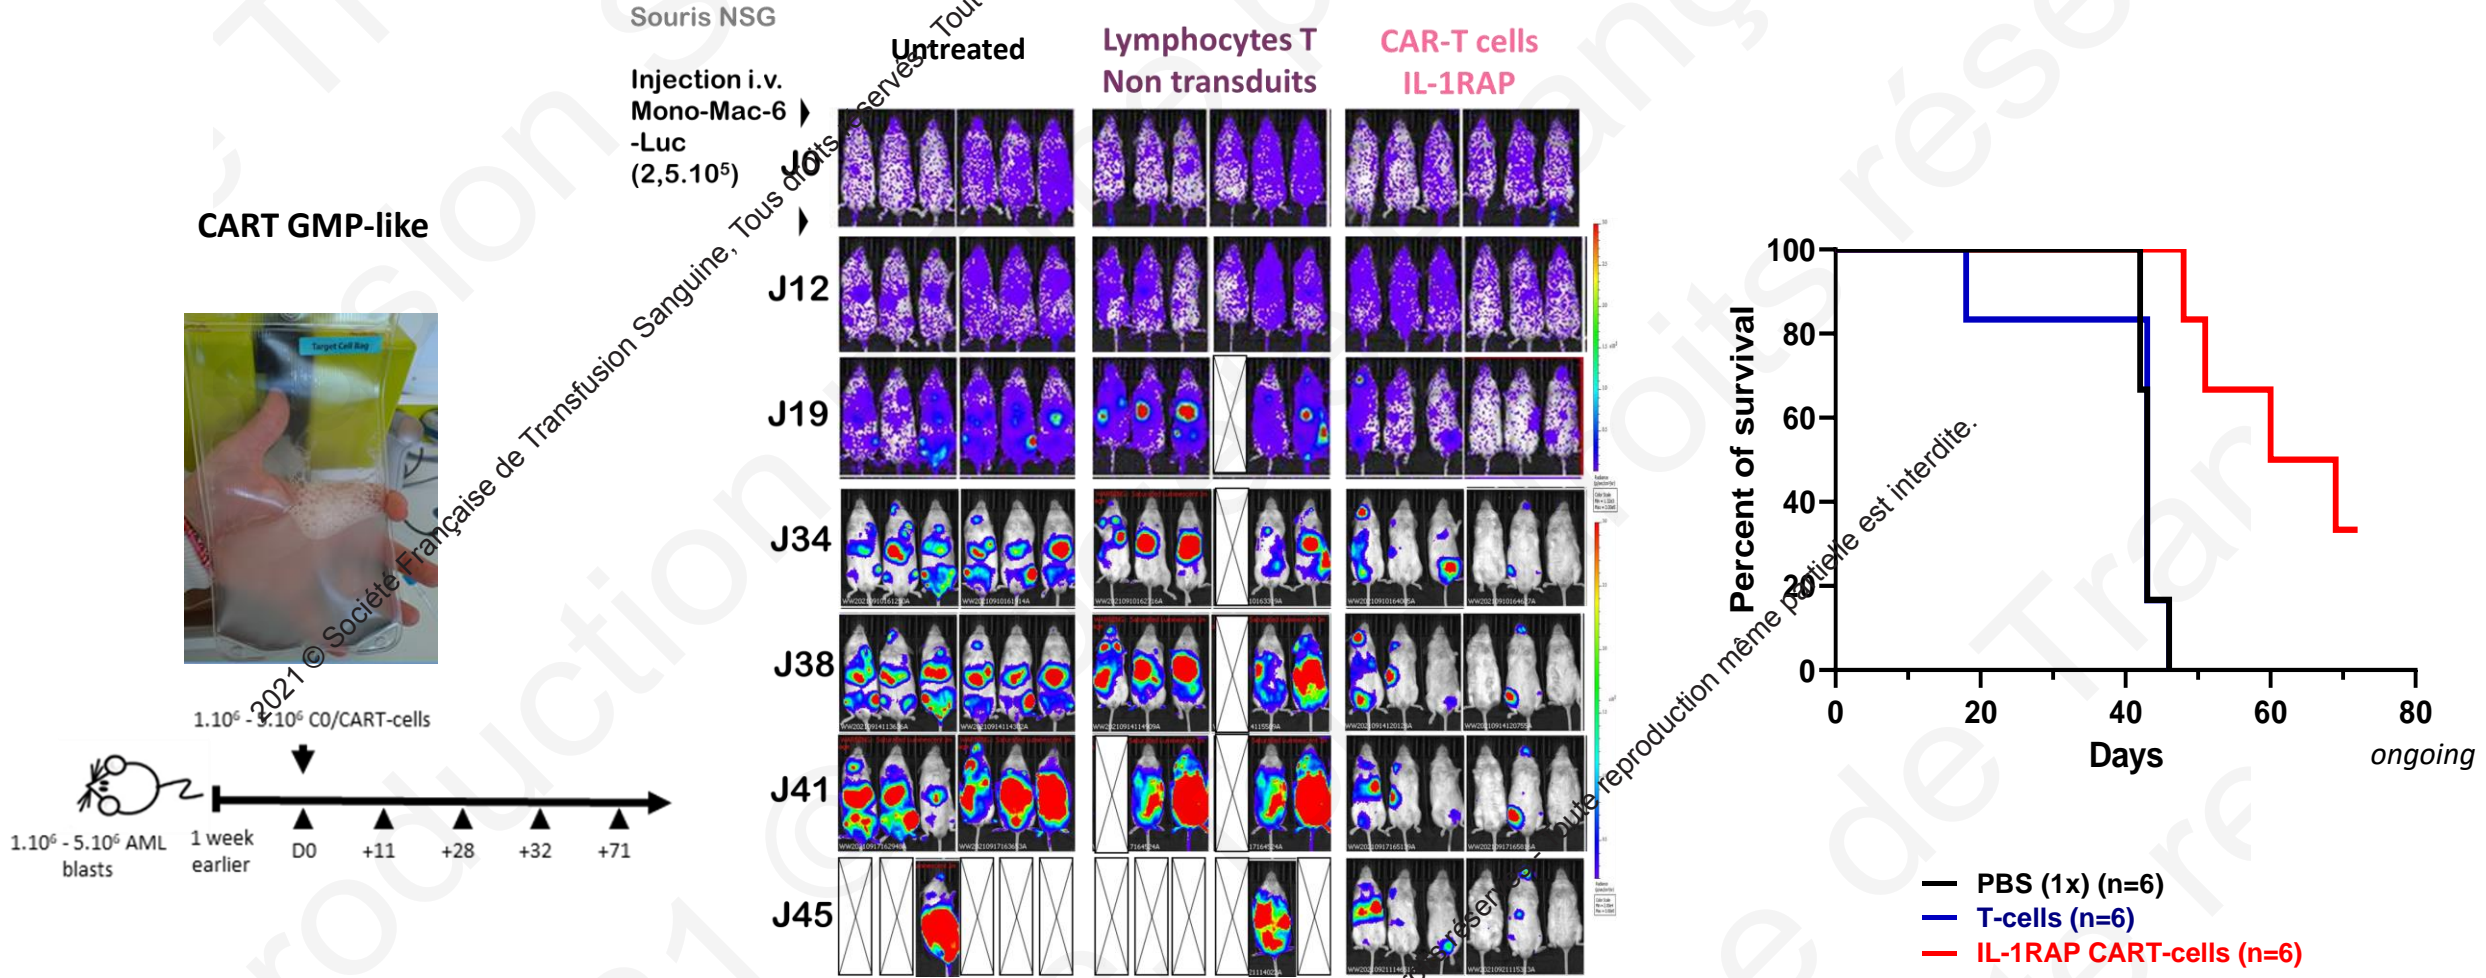 Souris NSG
Injection i.v.
Mono-Mac-6
-Luc
(2,5.10⁵)
Untreated
Lymphocytes T
Non transduits
CAR-T cells
IL-1RAP
J0
J12
J19
J34
J38
J41
J45
CART GMP-like
Target Cell Bag
1.10⁶ - 5.10⁶ C0/CART-cells
1.10⁶ - 5.10⁶ AML
blasts
1 week
earlier
D0
+11
+28
+32
+71
Percent of survival
100
80
60
40
20
0
0
20
40
60
80
Days
ongoing
PBS (1x) (n=6)
T-cells (n=6)
IL-1RAP CART-cells (n=6)
2021 © Société Française de Transfusion Sanguine, Tous droits réservés. Toute reproduction même partielle est interdite.